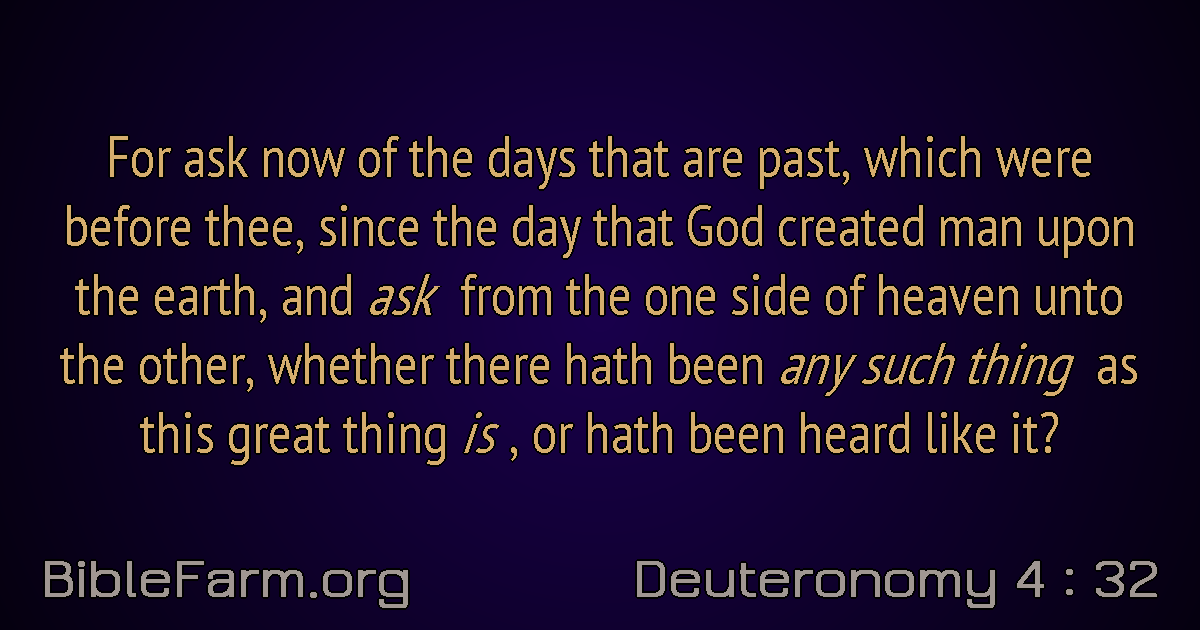 For ask now of the days that are past, which were
before thee, since the day that God created man upon
the earth, and ask from the one side of heaven unto
the other, whether there hath been any such thing as
this great thing is , or hath been heard like it?
BibleFarm.org
Deuteronomy 4 : 32